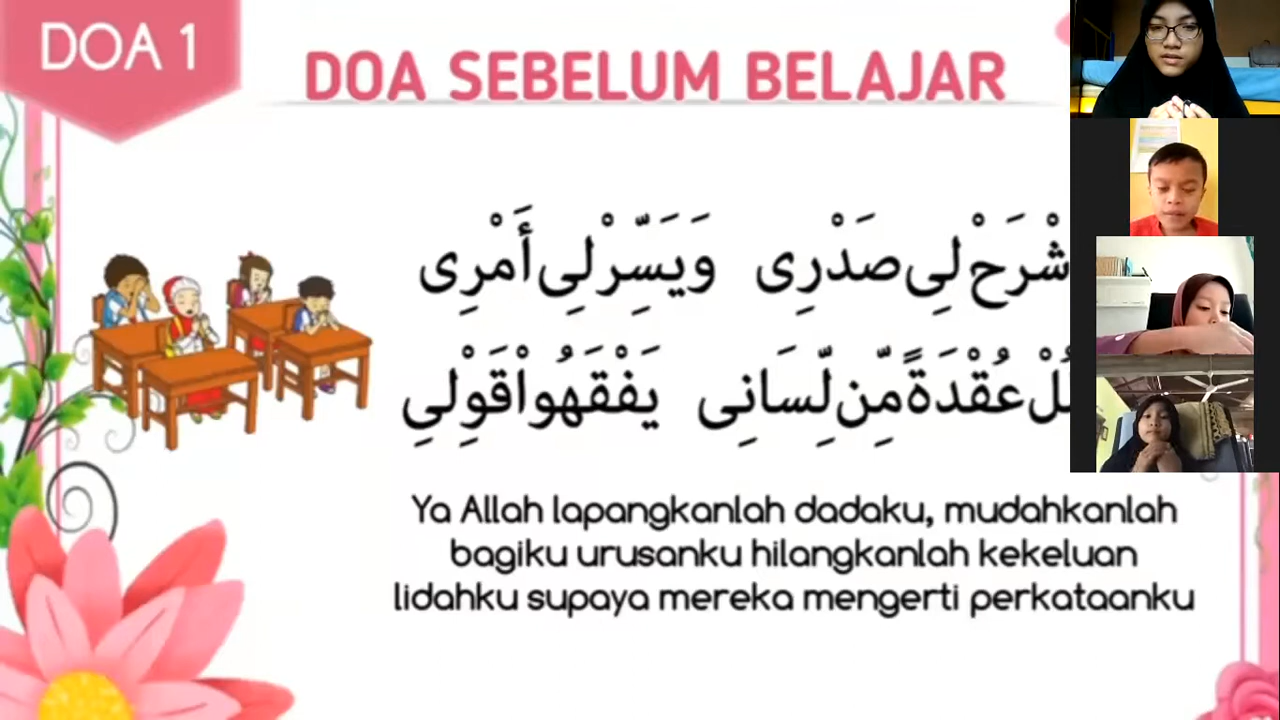 DOA 1
DOA SEBELUM BELAJAR
شْرَحْ لِى صَدْرِى وَيَسِّرْلِى أَمْرِى
عُقْدَةً مِّن لِّسَانِى يَفْقَهُواْ قَوْلِي
Ya Allah lapangkanlah dadaku, mudahkanlah
bagiku urusanku hilangkanlah kekeluan
lidahku supaya mereka mengerti perkataanku